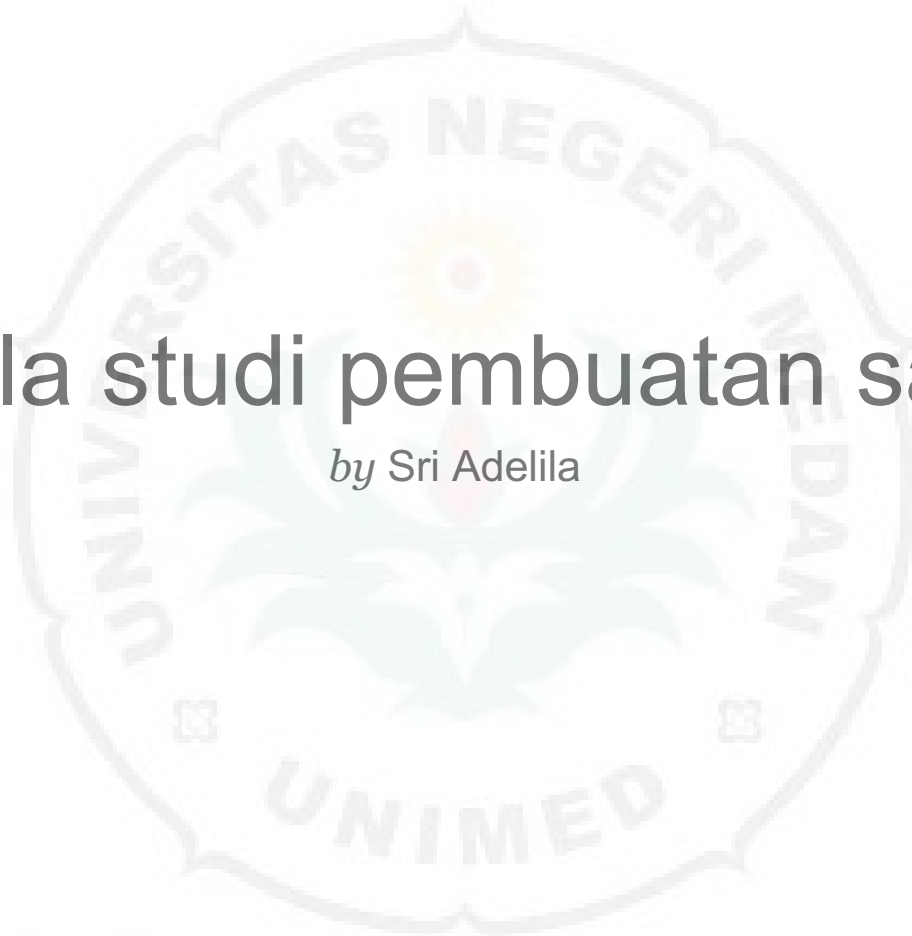 la studi pembuatan sa
by Sri Adelila
UNIVERSITAS NEGERI MEDAN
UNIMED